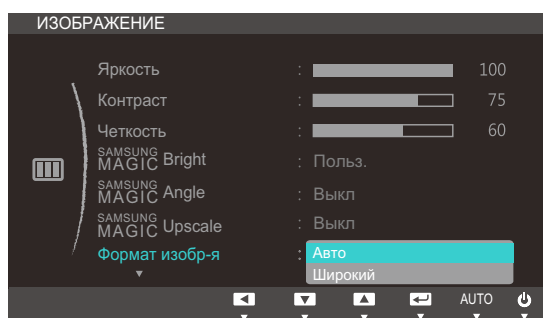 ИЗОБРАЖЕНИЕ
Яркость : 100
Контраст : 75
Четкость : 60
SAMSUNG MAGIC Bright : Польз.
SAMSUNG MAGIC Angle : Выкл
SAMSUNG MAGIC Upscale : Выкл
Формат изобр-я : Авто
Широкий
AUTO